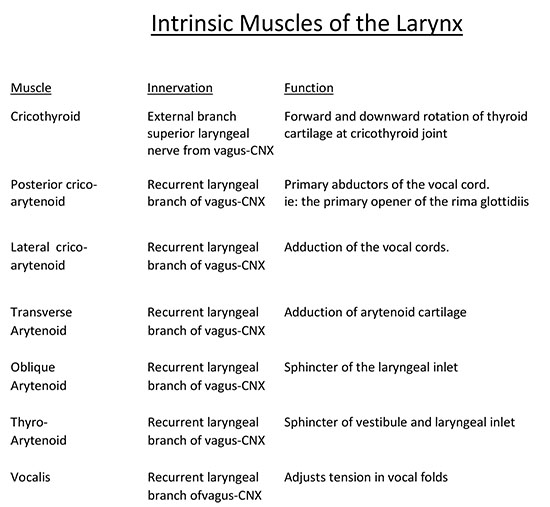 Intrinsic Muscles of the Larynx
Muscle Innervation Function
Cricothyroid External branch Forward and downward rotation of thyroid
superior laryngeal cartilage at cricothyroid joint
nerve from vagus-CNX
Posterior crico- Recurrent laryngeal Primary abductors of the vocal cord.
arytenoid branch of vagus-CNX ie: the primary opener of the rima glottidiis
Lateral crico- Recurrent laryngeal Adduction of the vocal cords.
arytenoid branch of vagus-CNX
Transverse Recurrent laryngeal Adduction of arytenoid cartilage
Arytenoid branch of vagus-CNX
Oblique Recurrent laryngeal Sphincter of the laryngeal inlet
Arytenoid branch of vagus-CNX
Thyro- Recurrent laryngeal Sphincter of vestibule and laryngeal inlet
Arytenoid branch of vagus-CNX
Vocalis Recurrent laryngeal Adjusts tension in vocal folds
branch ofvagus-CNX